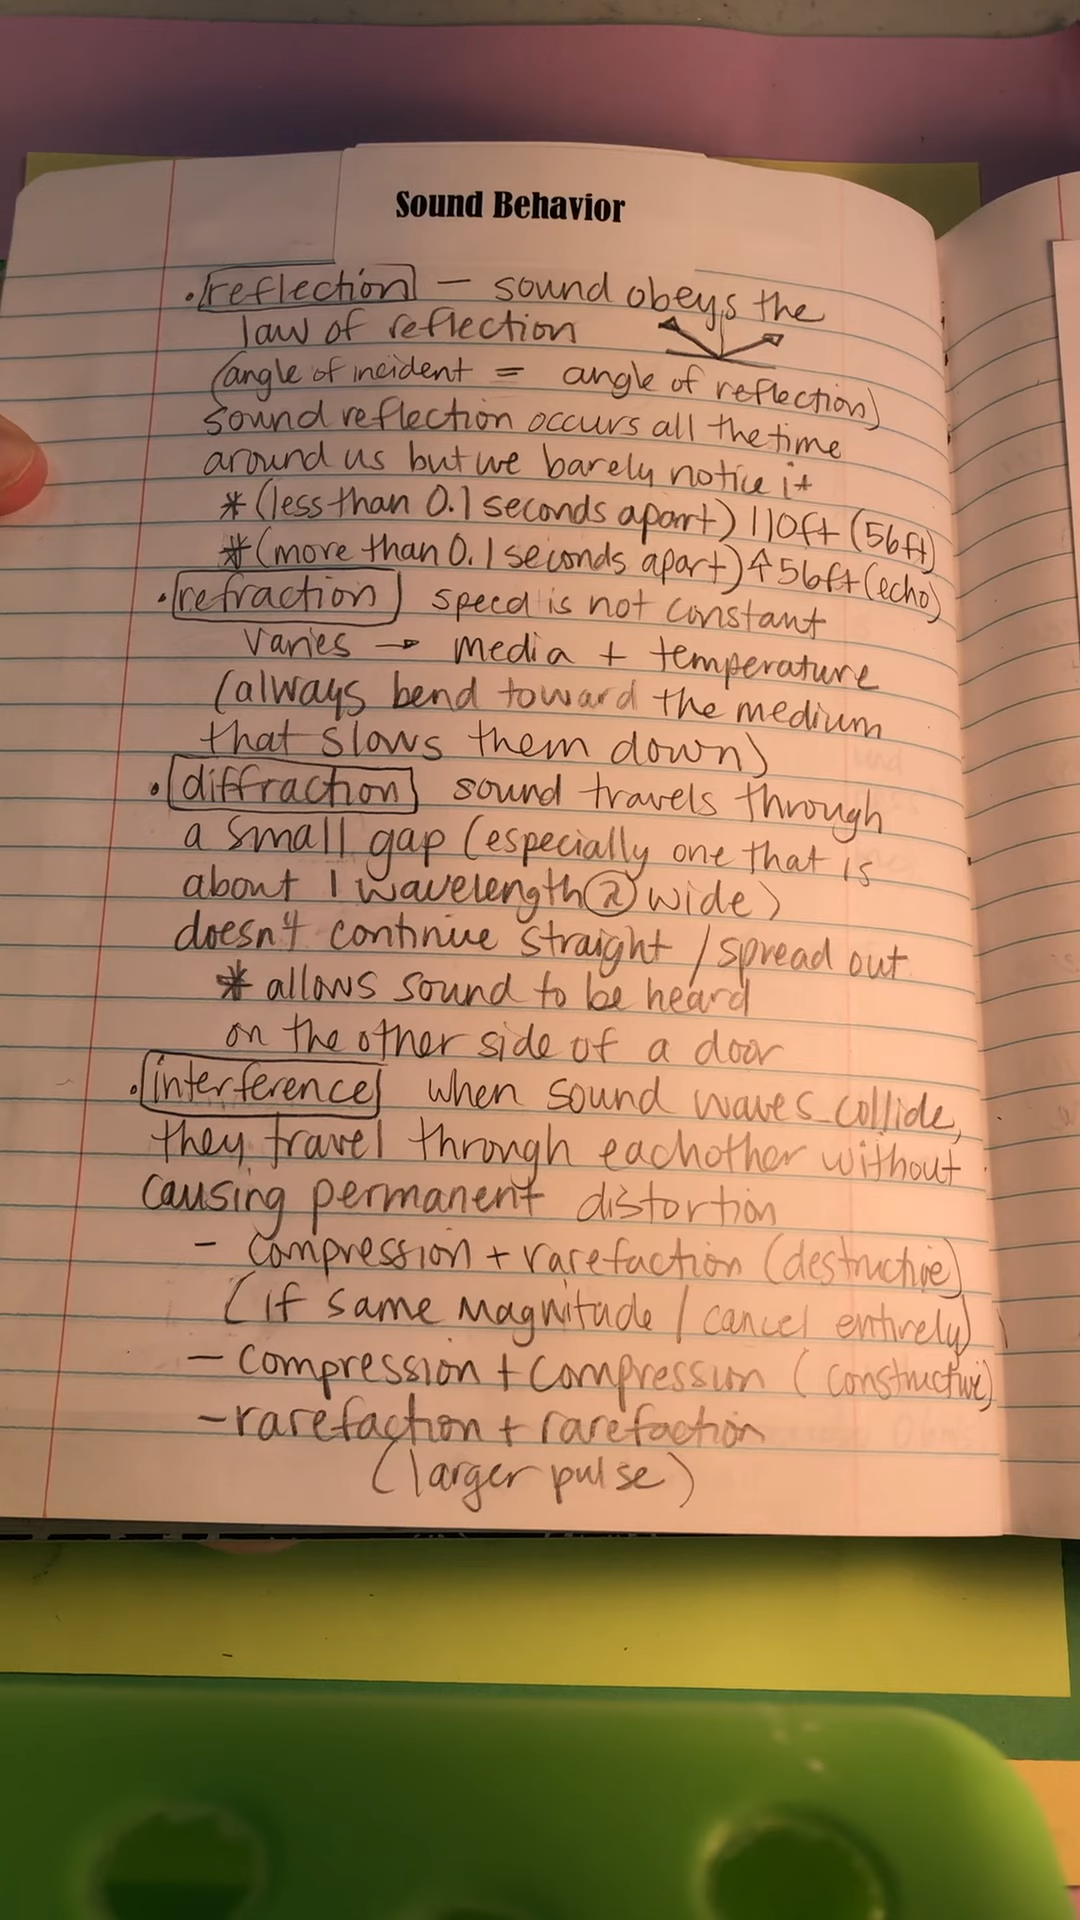 Sound Behavior
• reflection — sound obeys the
law of reflection
(angle of incident = angle of reflection)
sound reflection occurs all the time
around us but we barely notice it
* (less than 0.1 seconds apart) 110ft (56ft)
* (more than 0.1 seconds apart) ↑ 56ft (echo)
• refraction speed is not constant
varies → media + temperature
(always bend toward the medium
that slows them down)
• diffraction sound travels through
a small gap (especially one that is
about 1 wavelength λ wide)
doesn't continue straight / spread out
* allows sound to be heard
on the other side of a door
• interference when sound waves collide,
they travel through eachother without
causing permanent distortion
- compression + rarefaction (destructive)
(if same magnitude / cancel entirely)
- compression + compression (constructive)
- rarefaction + rarefaction
(larger pulse)